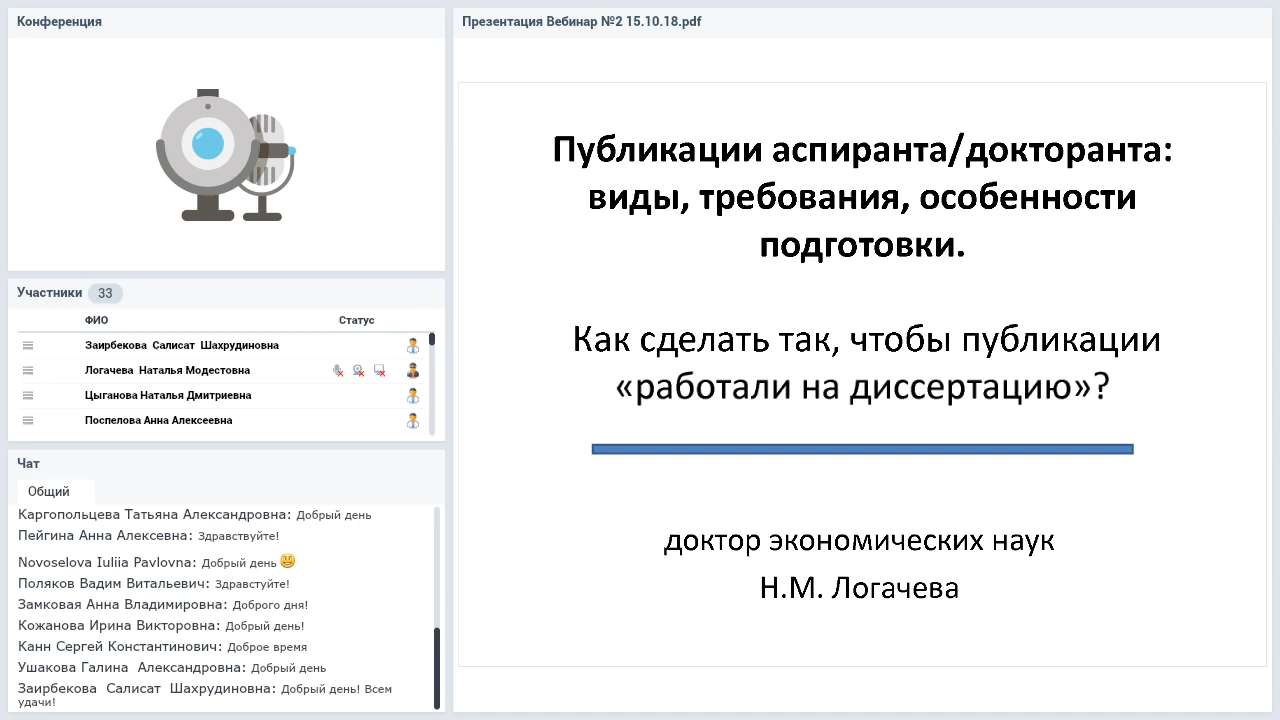 Конференция
Участники 33
ФИО Статус
Заирбекова Салисат Шахрудиновна
Логачева Наталья Модестовна
Цыганова Наталья Дмитриевна
Поспелова Анна Алексеевна
Чат
Общий
Каргопольцева Татьяна Александровна: Добрый день
Пейгина Анна Алексевна: Здравствуйте!
Novoselova Iuliia Pavlovna: Добрый день
Поляков Вадим Витальевич: Здравстуйте!
Замковая Анна Владимировна: Доброго дня!
Кожанова Ирина Викторовна: Добрый день!
Канн Сергей Константинович: Доброе время
Ушакова Галина Александровна: Добрый день
Заирбекова Салисат Шахрудиновна: Добрый день! Всем
удачи!
Презентация Вебинар №2 15.10.18.pdf
Публикации аспиранта/докторанта:
виды, требования, особенности
подготовки.
Как сделать так, чтобы публикации
«работали на диссертацию»?
доктор экономических наук
Н.М. Логачева